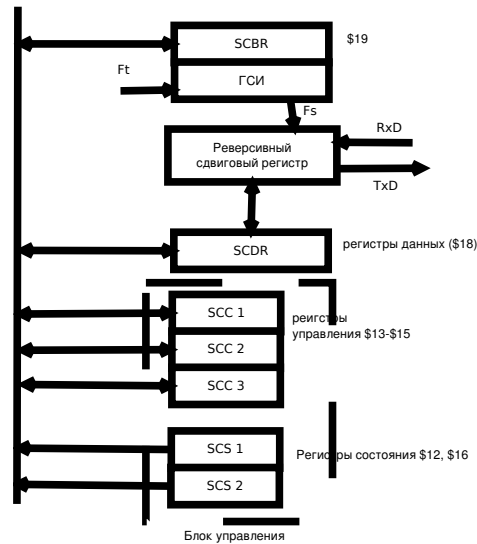 SCBR
$19
Ft
ГСИ
Fs
RxD
Реверсивный
сдвиговый регистр
TxD
SCDR
регистры данных ($18)
SCC 1
реигстры
управления $13-$15
SCC 2
SCC 3
SCS 1
Регистры состояния $12, $16
SCS 2
Блок управления